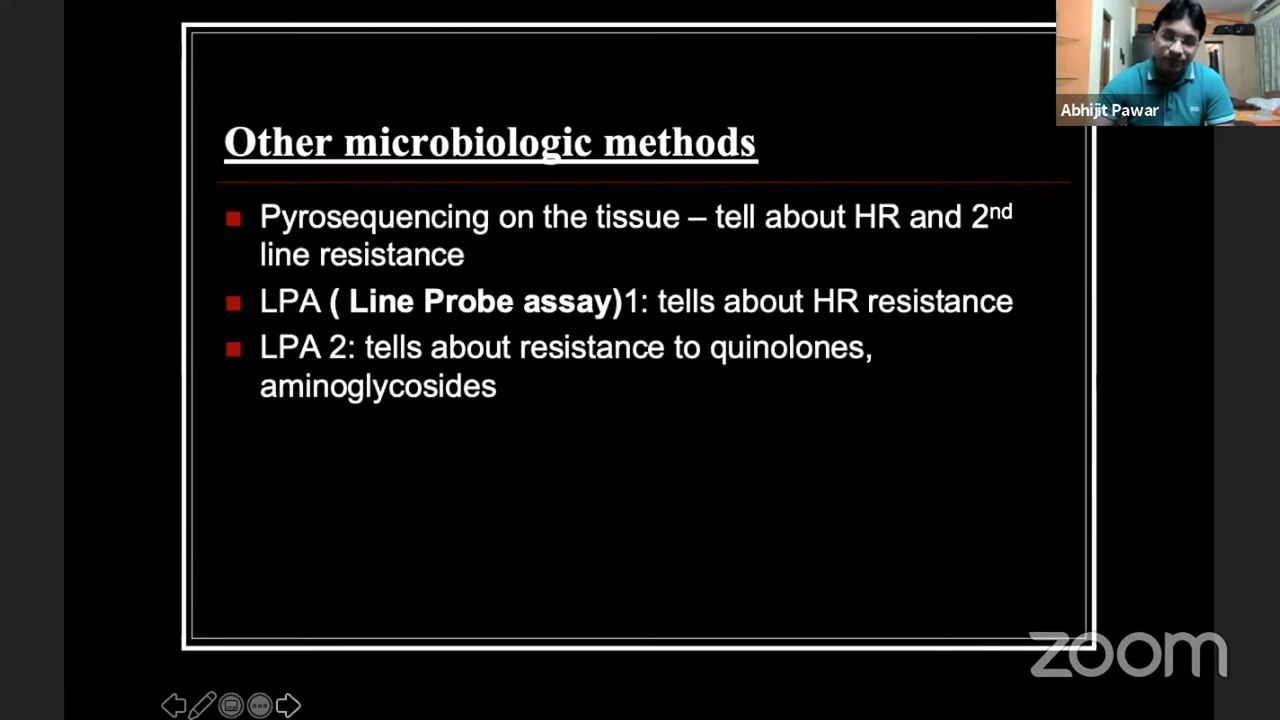 Abhijit Pawar
Other microbiologic methods
Pyrosequencing on the tissue – tell about HR and 2nd
line resistance
LPA ( Line Probe assay)1: tells about HR resistance
LPA 2: tells about resistance to quinolones,
aminoglycosides
zoom